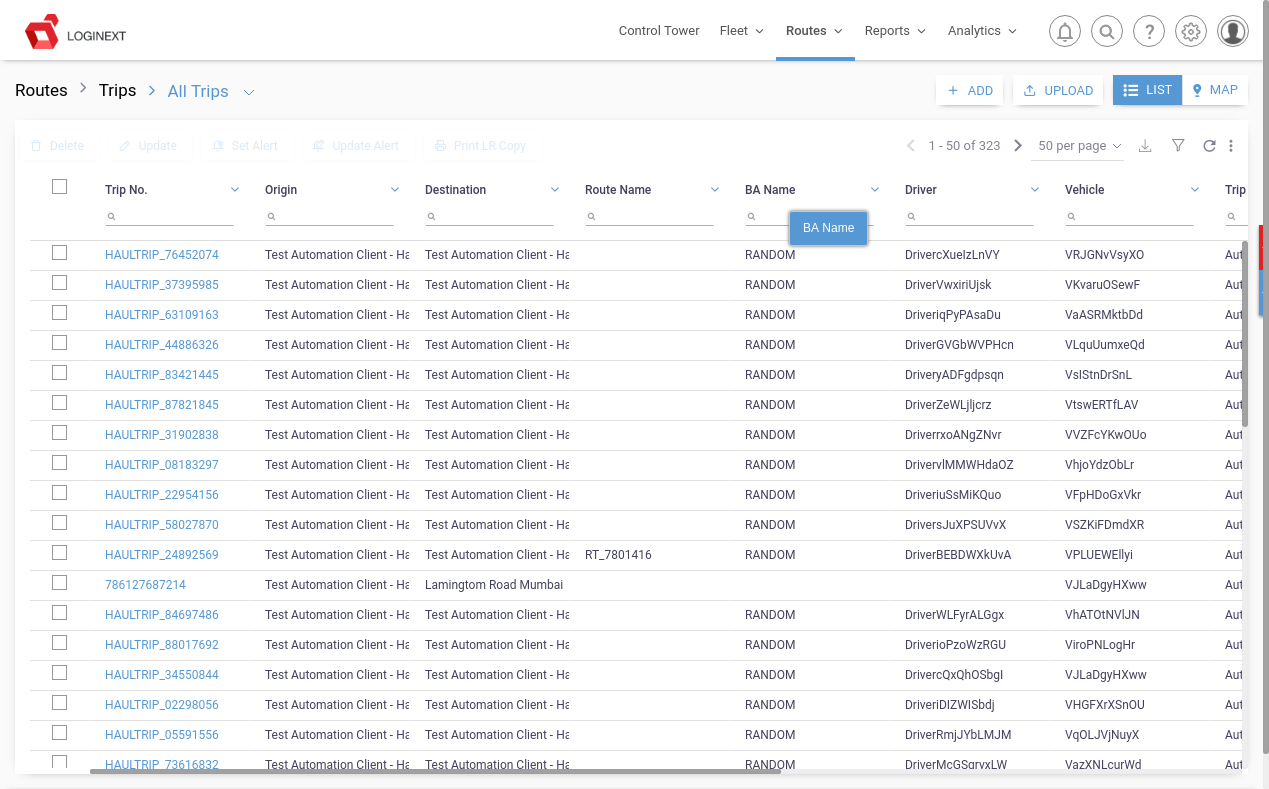 LOGINEXT
Control Tower Fleet Routes Reports Analytics ?
Routes > Trips > All Trips
+ ADD UPLOAD LIST MAP
Delete Update Set Alert Update Alert Print LR Copy 1 - 50 of 323 50 per page
Trip No. Origin Destination Route Name BA Name Driver Vehicle Trip
BA Name
HAULTRIP_76452074 Test Automation Client - Ha Test Automation Client - Ha RANDOM DrivercXueIzLnVY VRJGNvVsyXO Aut
HAULTRIP_37395985 Test Automation Client - Ha Test Automation Client - Ha RANDOM DriverVwxiriUjsk VKvaruOSewF Aut
HAULTRIP_63109163 Test Automation Client - Ha Test Automation Client - Ha RANDOM DriveriqPyPAsaDu VaASRMktbDd Aut
HAULTRIP_44886326 Test Automation Client - Ha Test Automation Client - Ha RANDOM DriverGVGbWVPHcn VLquUumxeQd Aut
HAULTRIP_83421445 Test Automation Client - Ha Test Automation Client - Ha RANDOM DriveryADFgdpsqn VsIStnDrSnL Aut
HAULTRIP_87821845 Test Automation Client - Ha Test Automation Client - Ha RANDOM DriverZeWLjljcrz VtswERTfLAV Aut
HAULTRIP_31902838 Test Automation Client - Ha Test Automation Client - Ha RANDOM DriverrxoANgZNvr VVZFcYKwOUo Aut
HAULTRIP_08183297 Test Automation Client - Ha Test Automation Client - Ha RANDOM DrivervlMMWHdaOZ VhjoYdzObLr Aut
HAULTRIP_22954156 Test Automation Client - Ha Test Automation Client - Ha RANDOM DriveriuSsMiKQuo VFpHDoGxVkr Aut
HAULTRIP_58027870 Test Automation Client - Ha Test Automation Client - Ha RANDOM DriversJuXPSUVvX VSZKiFDmdXR Aut
HAULTRIP_24892569 Test Automation Client - Ha Test Automation Client - Ha RT_7801416 RANDOM DriverBEBDWXkUvA VPLUEWEllyi Aut
786127687214 Test Automation Client - Ha Lamingtom Road Mumbai VJLaDgyHXww Aut
HAULTRIP_84697486 Test Automation Client - Ha Test Automation Client - Ha RANDOM DriverWLFyrALGgx VhATOtNVlJN Aut
HAULTRIP_88017692 Test Automation Client - Ha Test Automation Client - Ha RANDOM DriverioPzoWzRGU ViroPNLogHr Aut
HAULTRIP_34550844 Test Automation Client - Ha Test Automation Client - Ha RANDOM DrivercQxQhOSbgI VJLaDgyHXww Aut
HAULTRIP_02298056 Test Automation Client - Ha Test Automation Client - Ha RANDOM DriveriDIZWISbdj VHGFXrXSnOU Aut
HAULTRIP_05591556 Test Automation Client - Ha Test Automation Client - Ha RANDOM DriverRmjJYbLMJM VqOLJVjNuyX Aut
HAULTRIP_73616832 Test Automation Client - Ha Test Automation Client - Ha RANDOM DriverMcGSqrvxLW VazXNLcurWd Aut